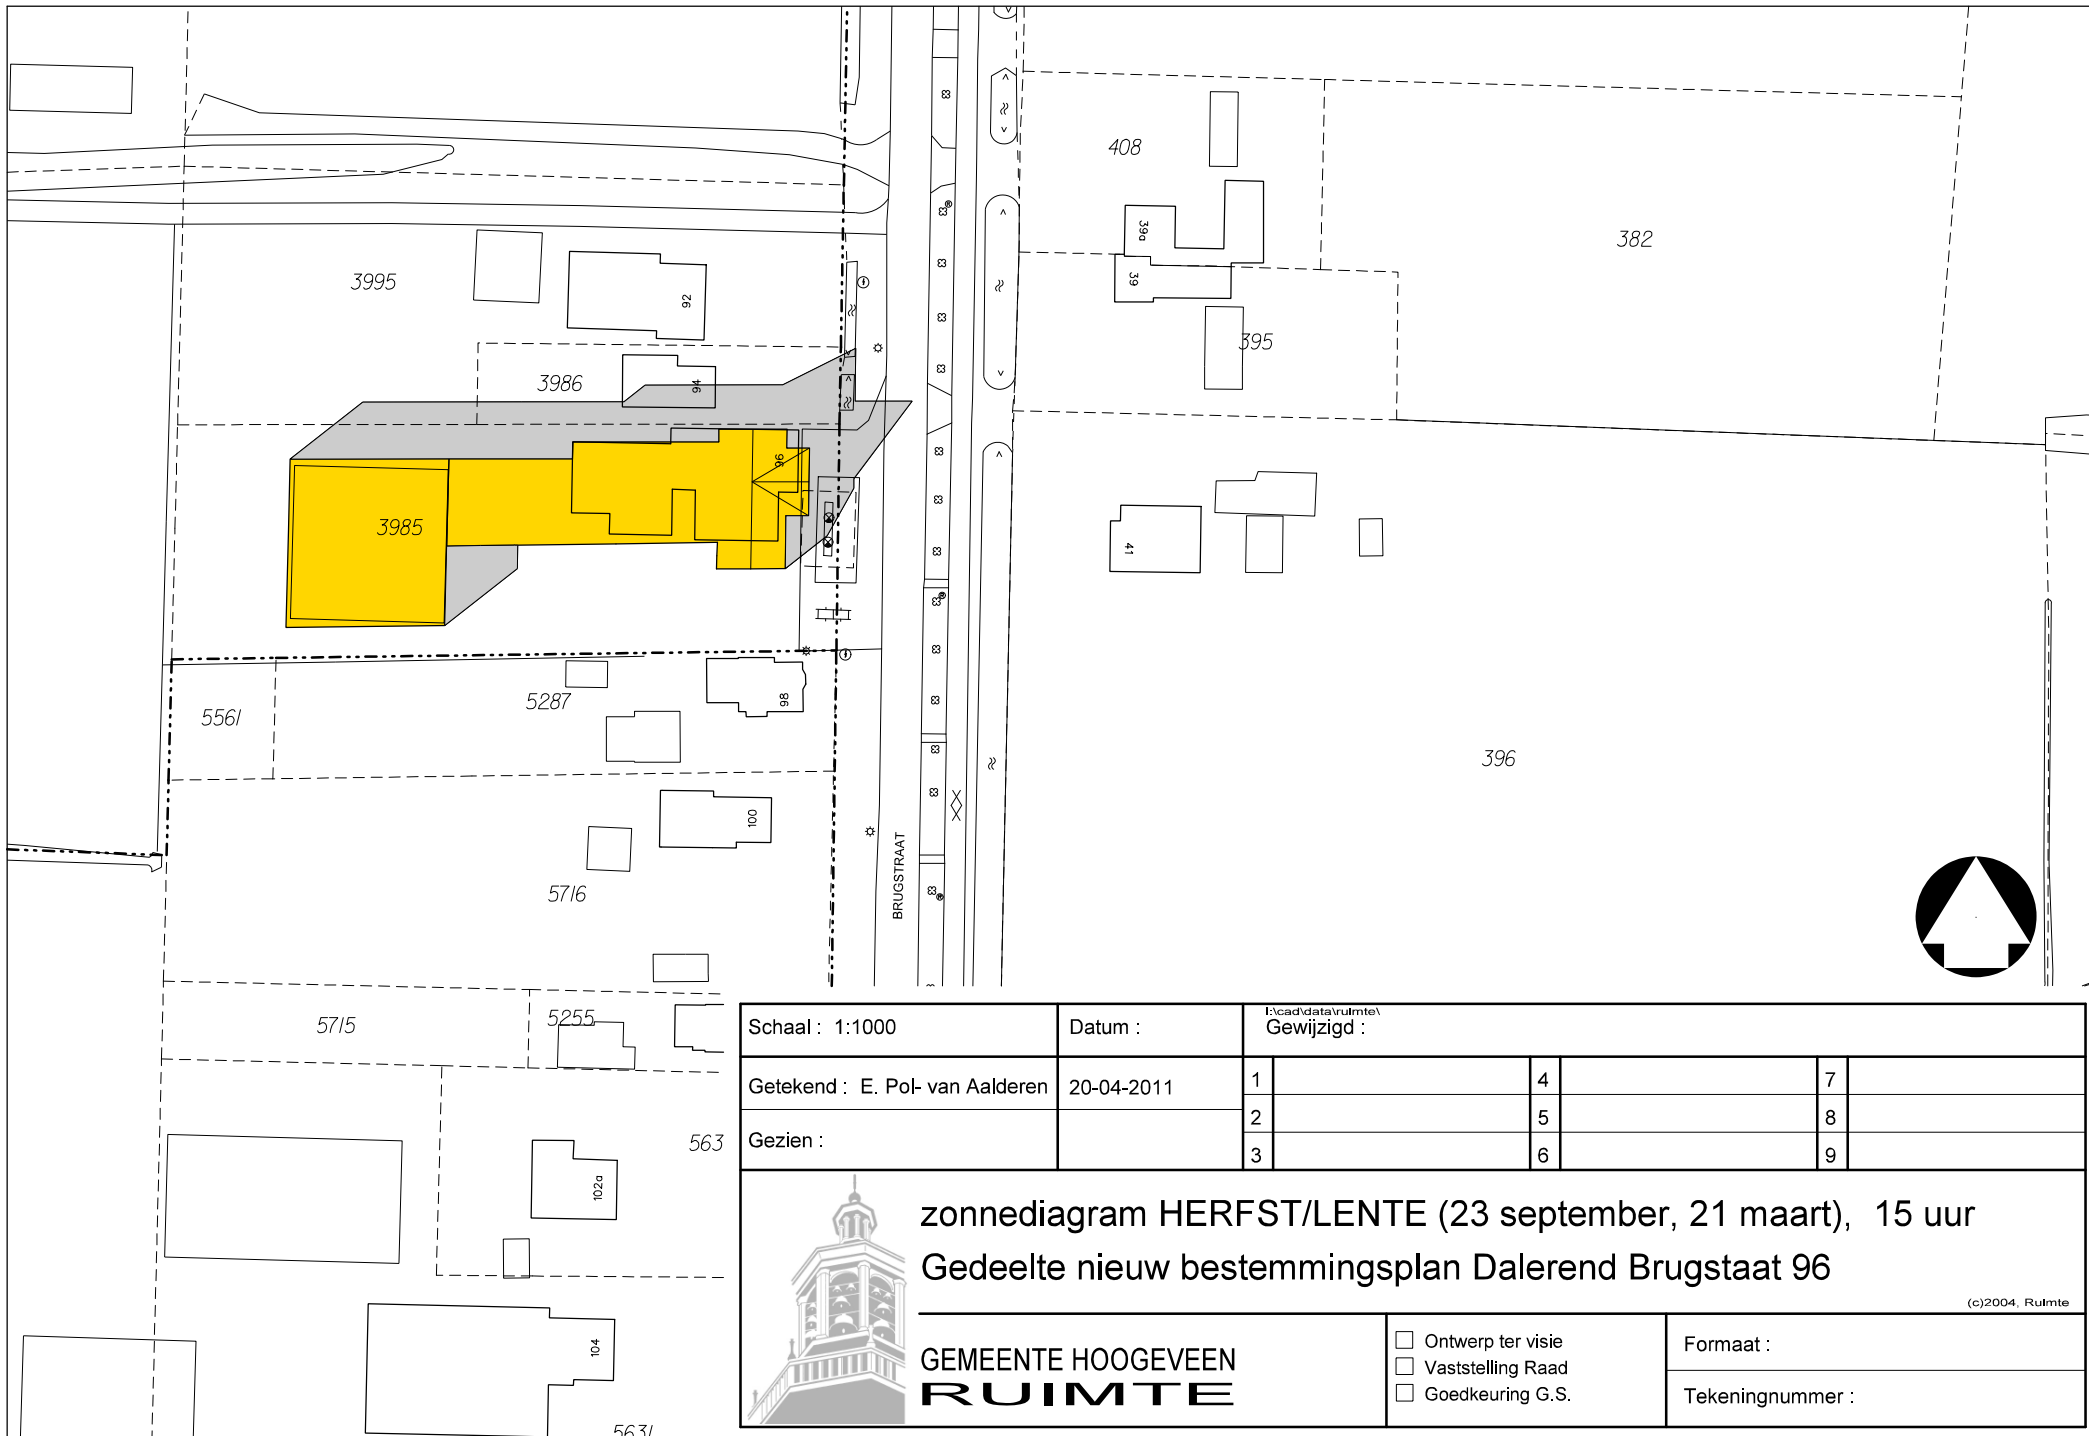 408
382
39a
39
3995
92
395
3986
94
96
3985
41
5287
98
5561
396
100
BRUGSTRAAT
5716
5715
5255
563
102a
104
5631
Schaal : 1:1000
Datum :
I:\cad\data\ruimte\
Gewijzigd :
Getekend : E. Pol- van Aalderen
20-04-2011
1
4
7
2
5
8
Gezien :
3
6
9
zonnediagram HERFST/LENTE (23 september, 21 maart), 15 uur
Gedeelte nieuw bestemmingsplan Dalerend Brugstaat 96
(c)2004, Ruimte
GEMEENTE HOOGEVEEN
RUIMTE
Ontwerp ter visie
Vaststelling Raad
Goedkeuring G.S.
Formaat :
Tekeningnummer :